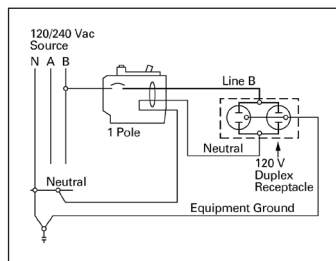 120/240 Vac
Source
N A B
Line B
1 Pole
Neutral
120 V
Duplex
Receptacle
Neutral
Equipment Ground